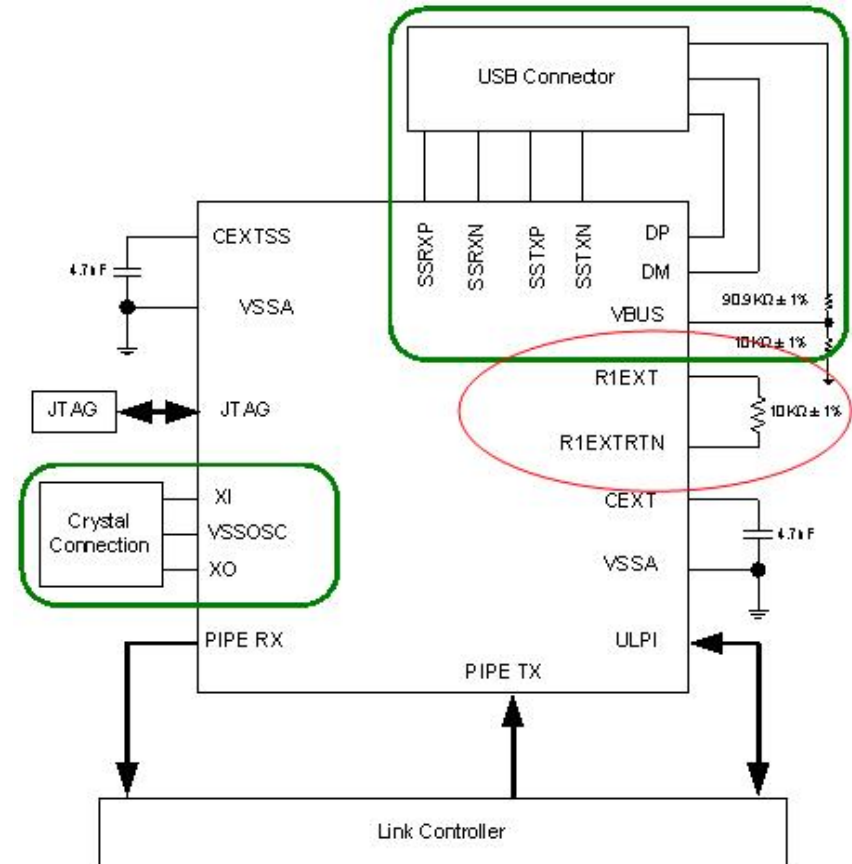 USB Connector
CEXTSS
SSRXP
SSRXN
SSTXP
SSTXN
DP
DM
4.7nF
VSSA
VBUS
90.9KΩ ± 1%
10KΩ ± 1%
R1EXT
JTAG
JTAG
10KΩ ± 1%
R1EXTRTN
XI
CEXT
Crystal
Connection
VSSOSC
4.7nF
XO
VSSA
PIPE RX
ULPI
PIPE TX
Link Controller